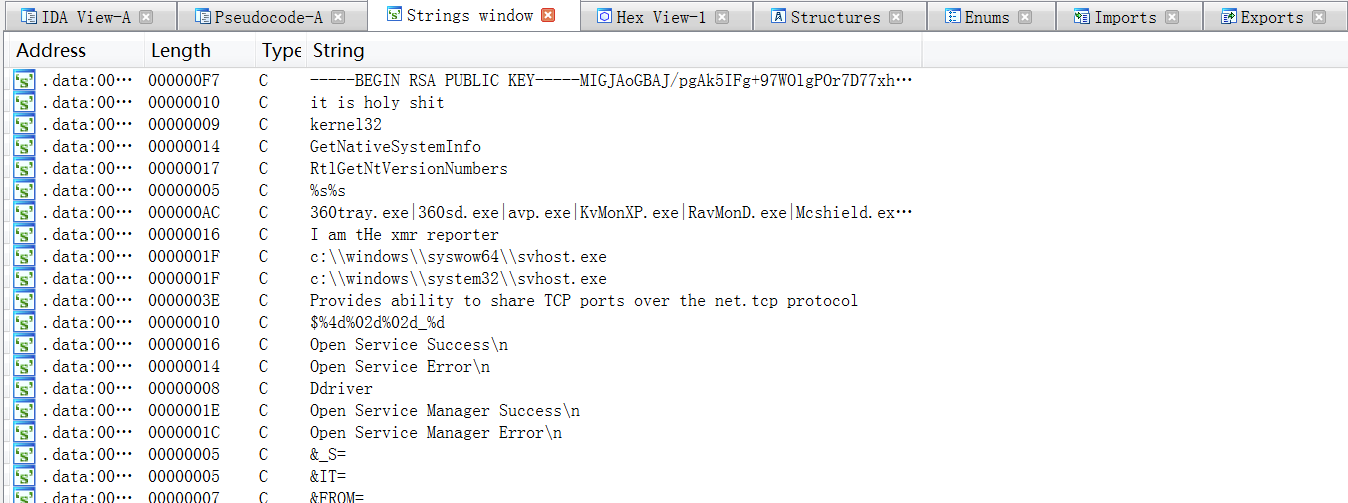 IDA View-A Pseudocode-A Strings window Hex View-1 Structures Enums Imports Exports
Address Length Type String
.data:00… 000000F7 C -----BEGIN RSA PUBLIC KEY-----MIGJAoGBAJ/pgAk5IFg+97WOlgPOr7D77xh…
.data:00… 00000010 C it is holy shit
.data:00… 00000009 C kernel32
.data:00… 00000014 C GetNativeSystemInfo
.data:00… 00000017 C RtlGetNtVersionNumbers
.data:00… 00000005 C %s%s
.data:00… 000000AC C 360tray.exe|360sd.exe|avp.exe|KvMonXP.exe|RavMonD.exe|Mcshield.ex…
.data:00… 00000016 C I am tHe xmr reporter
.data:00… 0000001F C c:\\windows\\syswow64\\svhost.exe
.data:00… 0000001F C c:\\windows\\system32\\svhost.exe
.data:00… 0000003E C Provides ability to share TCP ports over the net.tcp protocol
.data:00… 00000010 C $%4d%02d%02d_%d
.data:00… 00000016 C Open Service Success\n
.data:00… 00000014 C Open Service Error\n
.data:00… 00000008 C Ddriver
.data:00… 0000001E C Open Service Manager Success\n
.data:00… 0000001C C Open Service Manager Error\n
.data:00… 00000005 C &_S=
.data:00… 00000005 C &IT=
.data:00… 00000007 C &FROM=